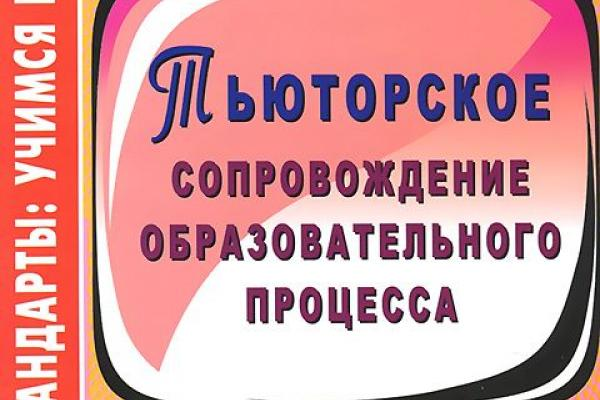 АНДАРТЫ: УЧИМСЯ
Тьюторское
СОПРОВОЖДЕНИЕ
ОБРАЗОВАТЕЛЬНОГО
ПРОЦЕССА